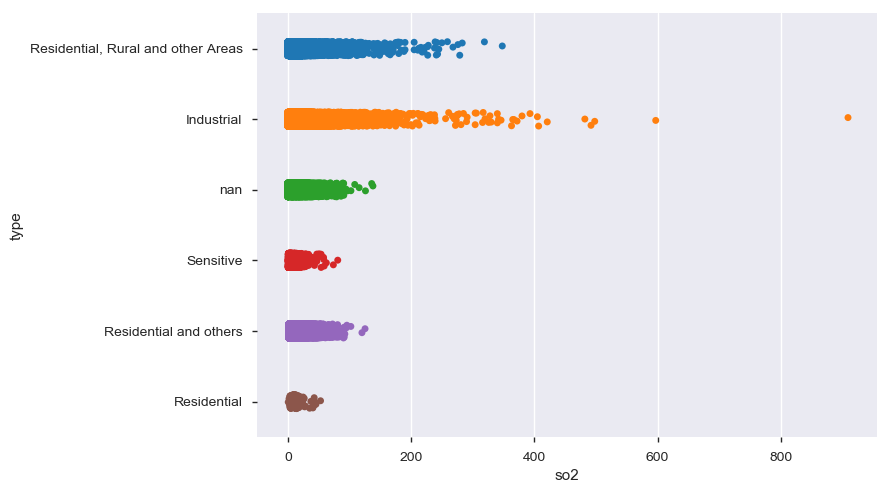 Residential, Rural and other Areas
Industrial
nan
Sensitive
Residential and others
Residential
type
0 200 400 600 800
so2